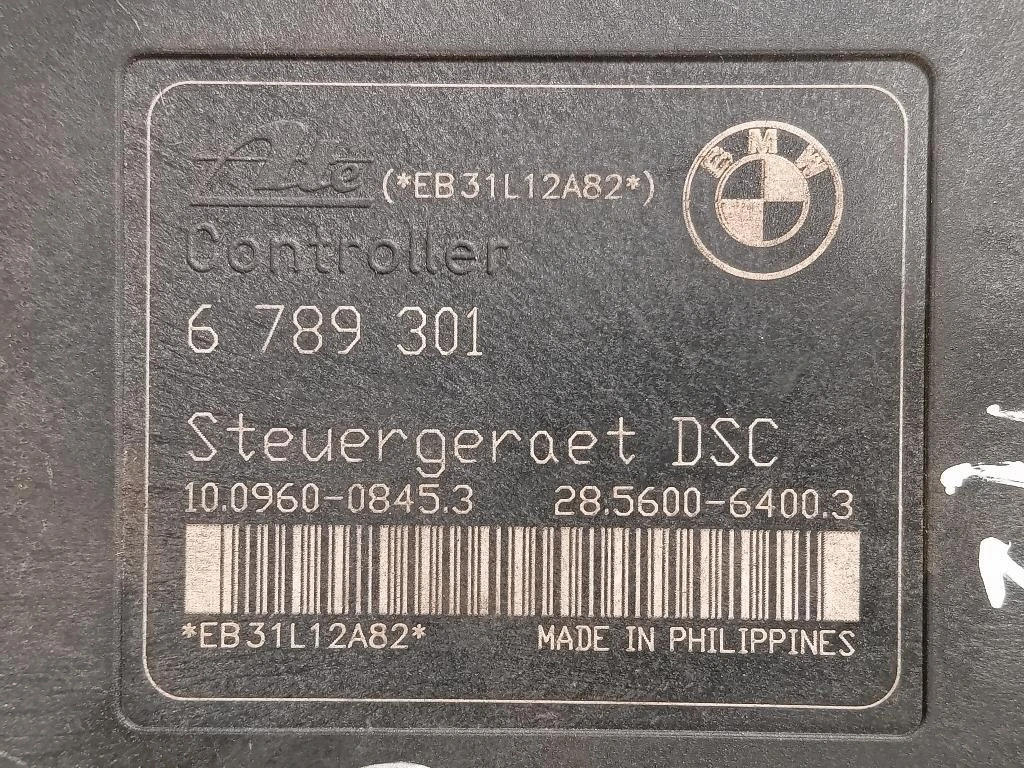 Ate (*EB31L12A82*)
BMW
Controller
6 789 301
Steuergeraet DSC
10.0960-0845.3 28.5600-6400.3
*EB31L12A82* MADE IN PHILIPPINES